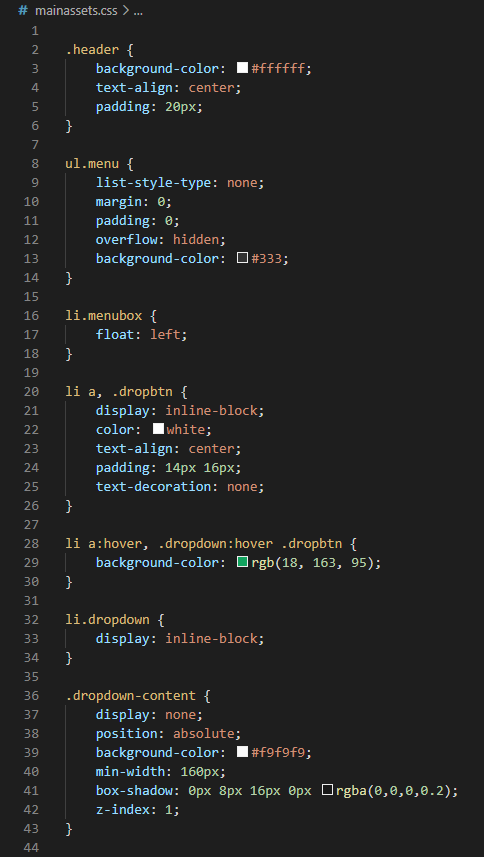 # mainassets.css > ...
1
2 .header {
3     background-color: #ffffff;
4     text-align: center;
5     padding: 20px;
6 }
7
8 ul.menu {
9     list-style-type: none;
10     margin: 0;
11     padding: 0;
12     overflow: hidden;
13     background-color: #333;
14 }
15
16 li.menubox {
17     float: left;
18 }
19
20 li a, .dropbtn {
21     display: inline-block;
22     color: white;
23     text-align: center;
24     padding: 14px 16px;
25     text-decoration: none;
26 }
27
28 li a:hover, .dropdown:hover .dropbtn {
29     background-color: rgb(18, 163, 95);
30 }
31
32 li.dropdown {
33     display: inline-block;
34 }
35
36 .dropdown-content {
37     display: none;
38     position: absolute;
39     background-color: #f9f9f9;
40     min-width: 160px;
41     box-shadow: 0px 8px 16px 0px rgba(0,0,0,0.2);
42     z-index: 1;
43 }
44